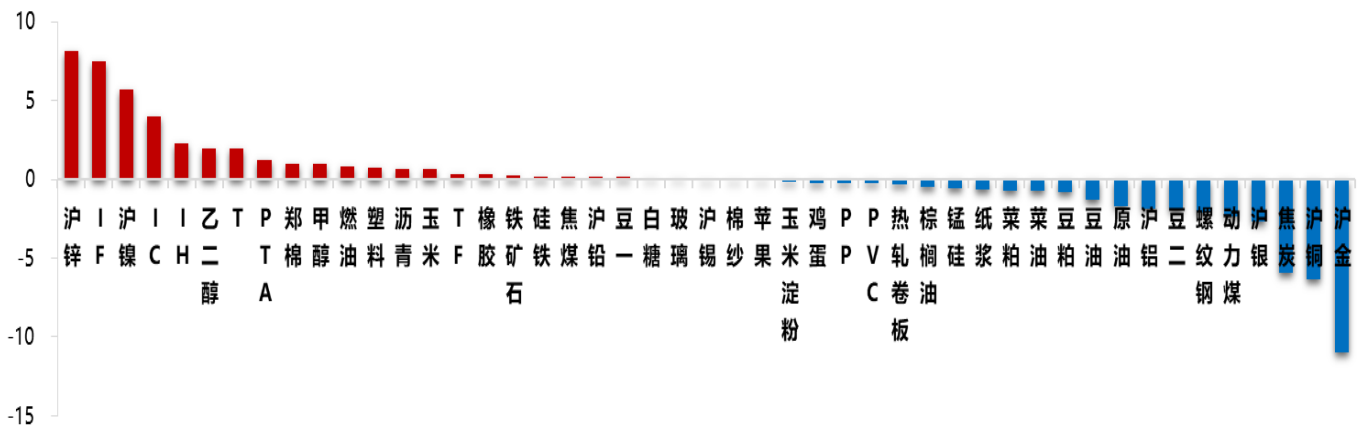 10
5
0
-5
-10
-15
沪锌
IF
沪镍
IC
IH
乙二醇
T
PTA
郑棉
甲醇
燃油
塑料
沥青
玉米
TF
橡胶
铁矿石
硅铁
焦煤
沪铅
豆一
白糖
玻璃
沪锡
棉纱
苹果
玉米淀粉
鸡蛋
PP
PVC
热轧卷板
棕榈油
锰硅
纸浆
菜粕
菜油
豆粕
豆油
原油
沪铝
豆二
螺纹钢
动力煤
沪银
焦炭
沪铜
沪金